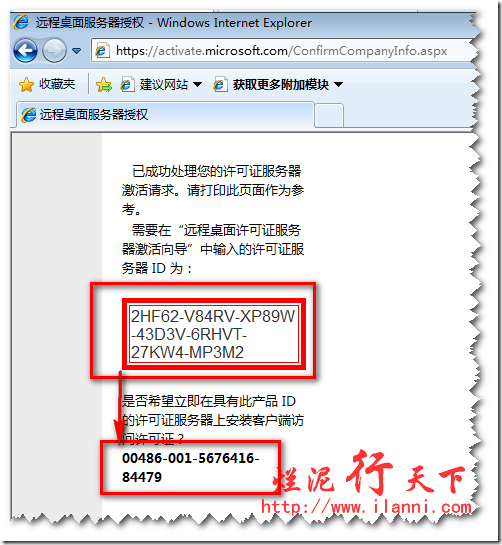 远程桌面服务器授权 - Windows Internet Explorer
https://activate.microsoft.com/ConfirmCompanyInfo.aspx
收藏夹 建议网站 获取更多附加模块
远程桌面服务器授权
已成功处理您的许可证服务器
激活请求。请打印此页面作为参
考。
需要在“远程桌面许可证服务
器激活向导”中输入的许可证服
务器 ID 为：
2HF62-V84RV-XP89W
-43D3V-6RHVT-
27KW4-MP3M2
是否希望立即在具有此产品 ID
的许可证服务器上安装客户端访
问许可证？
00486-001-5676416-
84479
烂泥行天下
http://www.ilanni.com